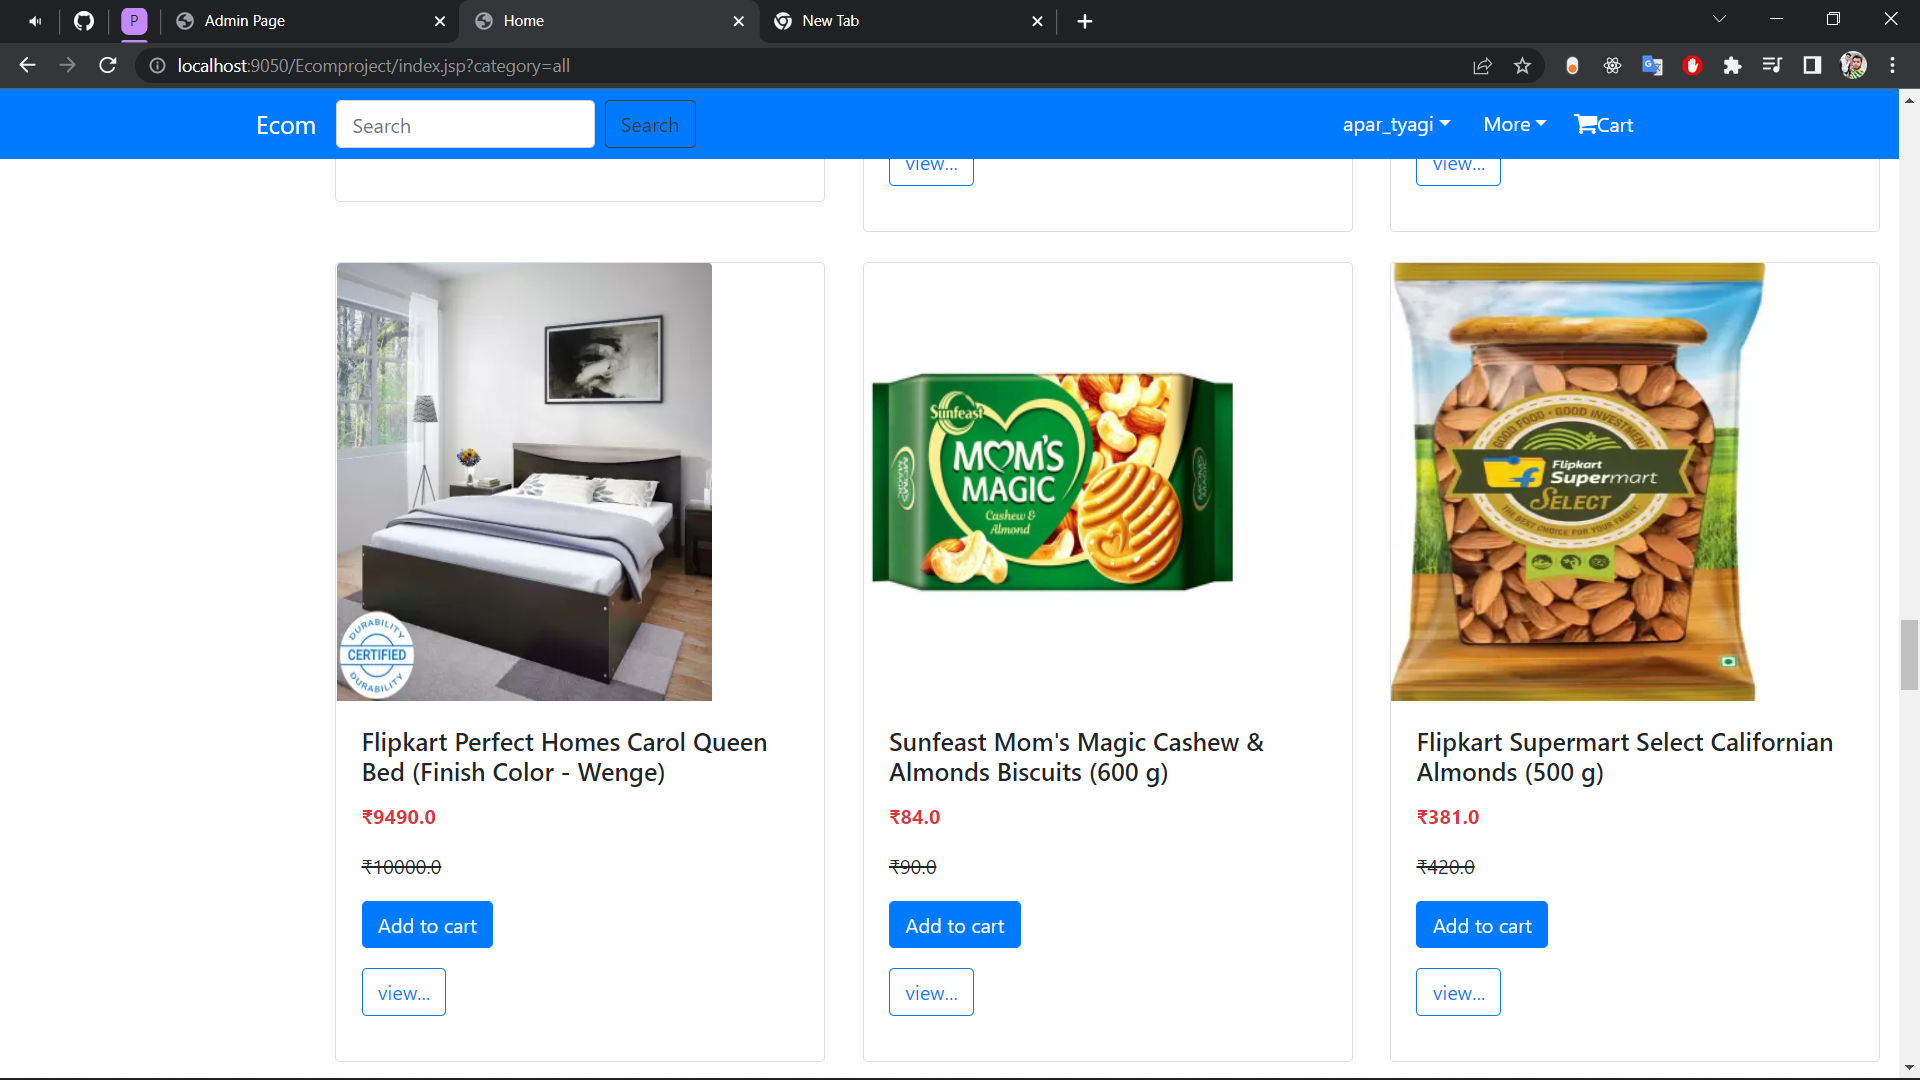 P
Admin Page
Home
New Tab
localhost:9050/Ecomproject/index.jsp?category=all
Ecom
Search
Search
apar_tyagi
More
Cart
view...
view...
DURABILITY
CERTIFIED
DURABILITY
Sunfeast
MOM'S
MAGIC
Cashew &
Almond
MOM'S
MAGIC
GOOD FOOD • GOOD INVESTMENT
Flipkart
Supermart
SELECT
THE BEST CHOICE FOR YOUR FAMILY
Flipkart Perfect Homes Carol Queen
Bed (Finish Color - Wenge)
₹9490.0
₹10000.0
Add to cart
view...
Sunfeast Mom's Magic Cashew &
Almonds Biscuits (600 g)
₹84.0
₹90.0
Add to cart
view...
Flipkart Supermart Select Californian
Almonds (500 g)
₹381.0
₹420.0
Add to cart
view...